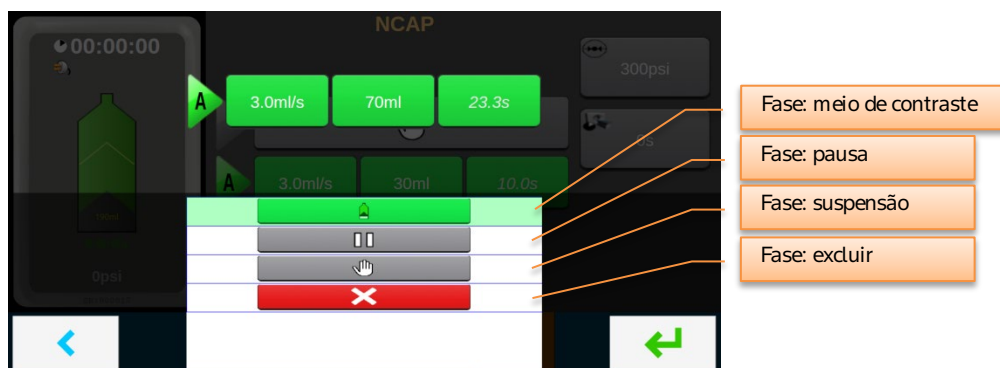 NCAP
00:00:00
300psi
A 3.0ml/s 70ml 23.3s
0s
A 3.0ml/s 30ml 10.0s
0psi
Fase: meio de contraste
Fase: pausa
Fase: suspensão
Fase: excluir